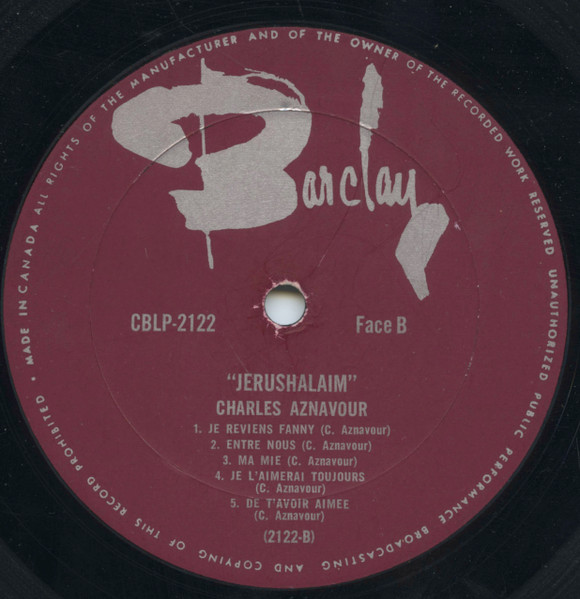 • MADE IN CANADA ALL RIGHTS OF THE MANUFACTURER AND OF THE OWNER OF THE RECORDED WORK RESERVED UNAUTHORIZED PUBLIC PERFORMANCE BROADCASTING AND COPYING OF THIS RECORD PROHIBITED
Barclay
CBLP-2122 Face B
"JERUSHALAIM"
CHARLES AZNAVOUR
1. JE REVIENS FANNY (C. Aznavour)
2. ENTRE NOUS (C. Aznavour)
3. MA MIE (C. Aznavour)
4. JE L'AIMERAI TOUJOURS
(C. Aznavour)
5. DE T'AVOIR AIMEE
(C. Aznavour)
(2122-B)